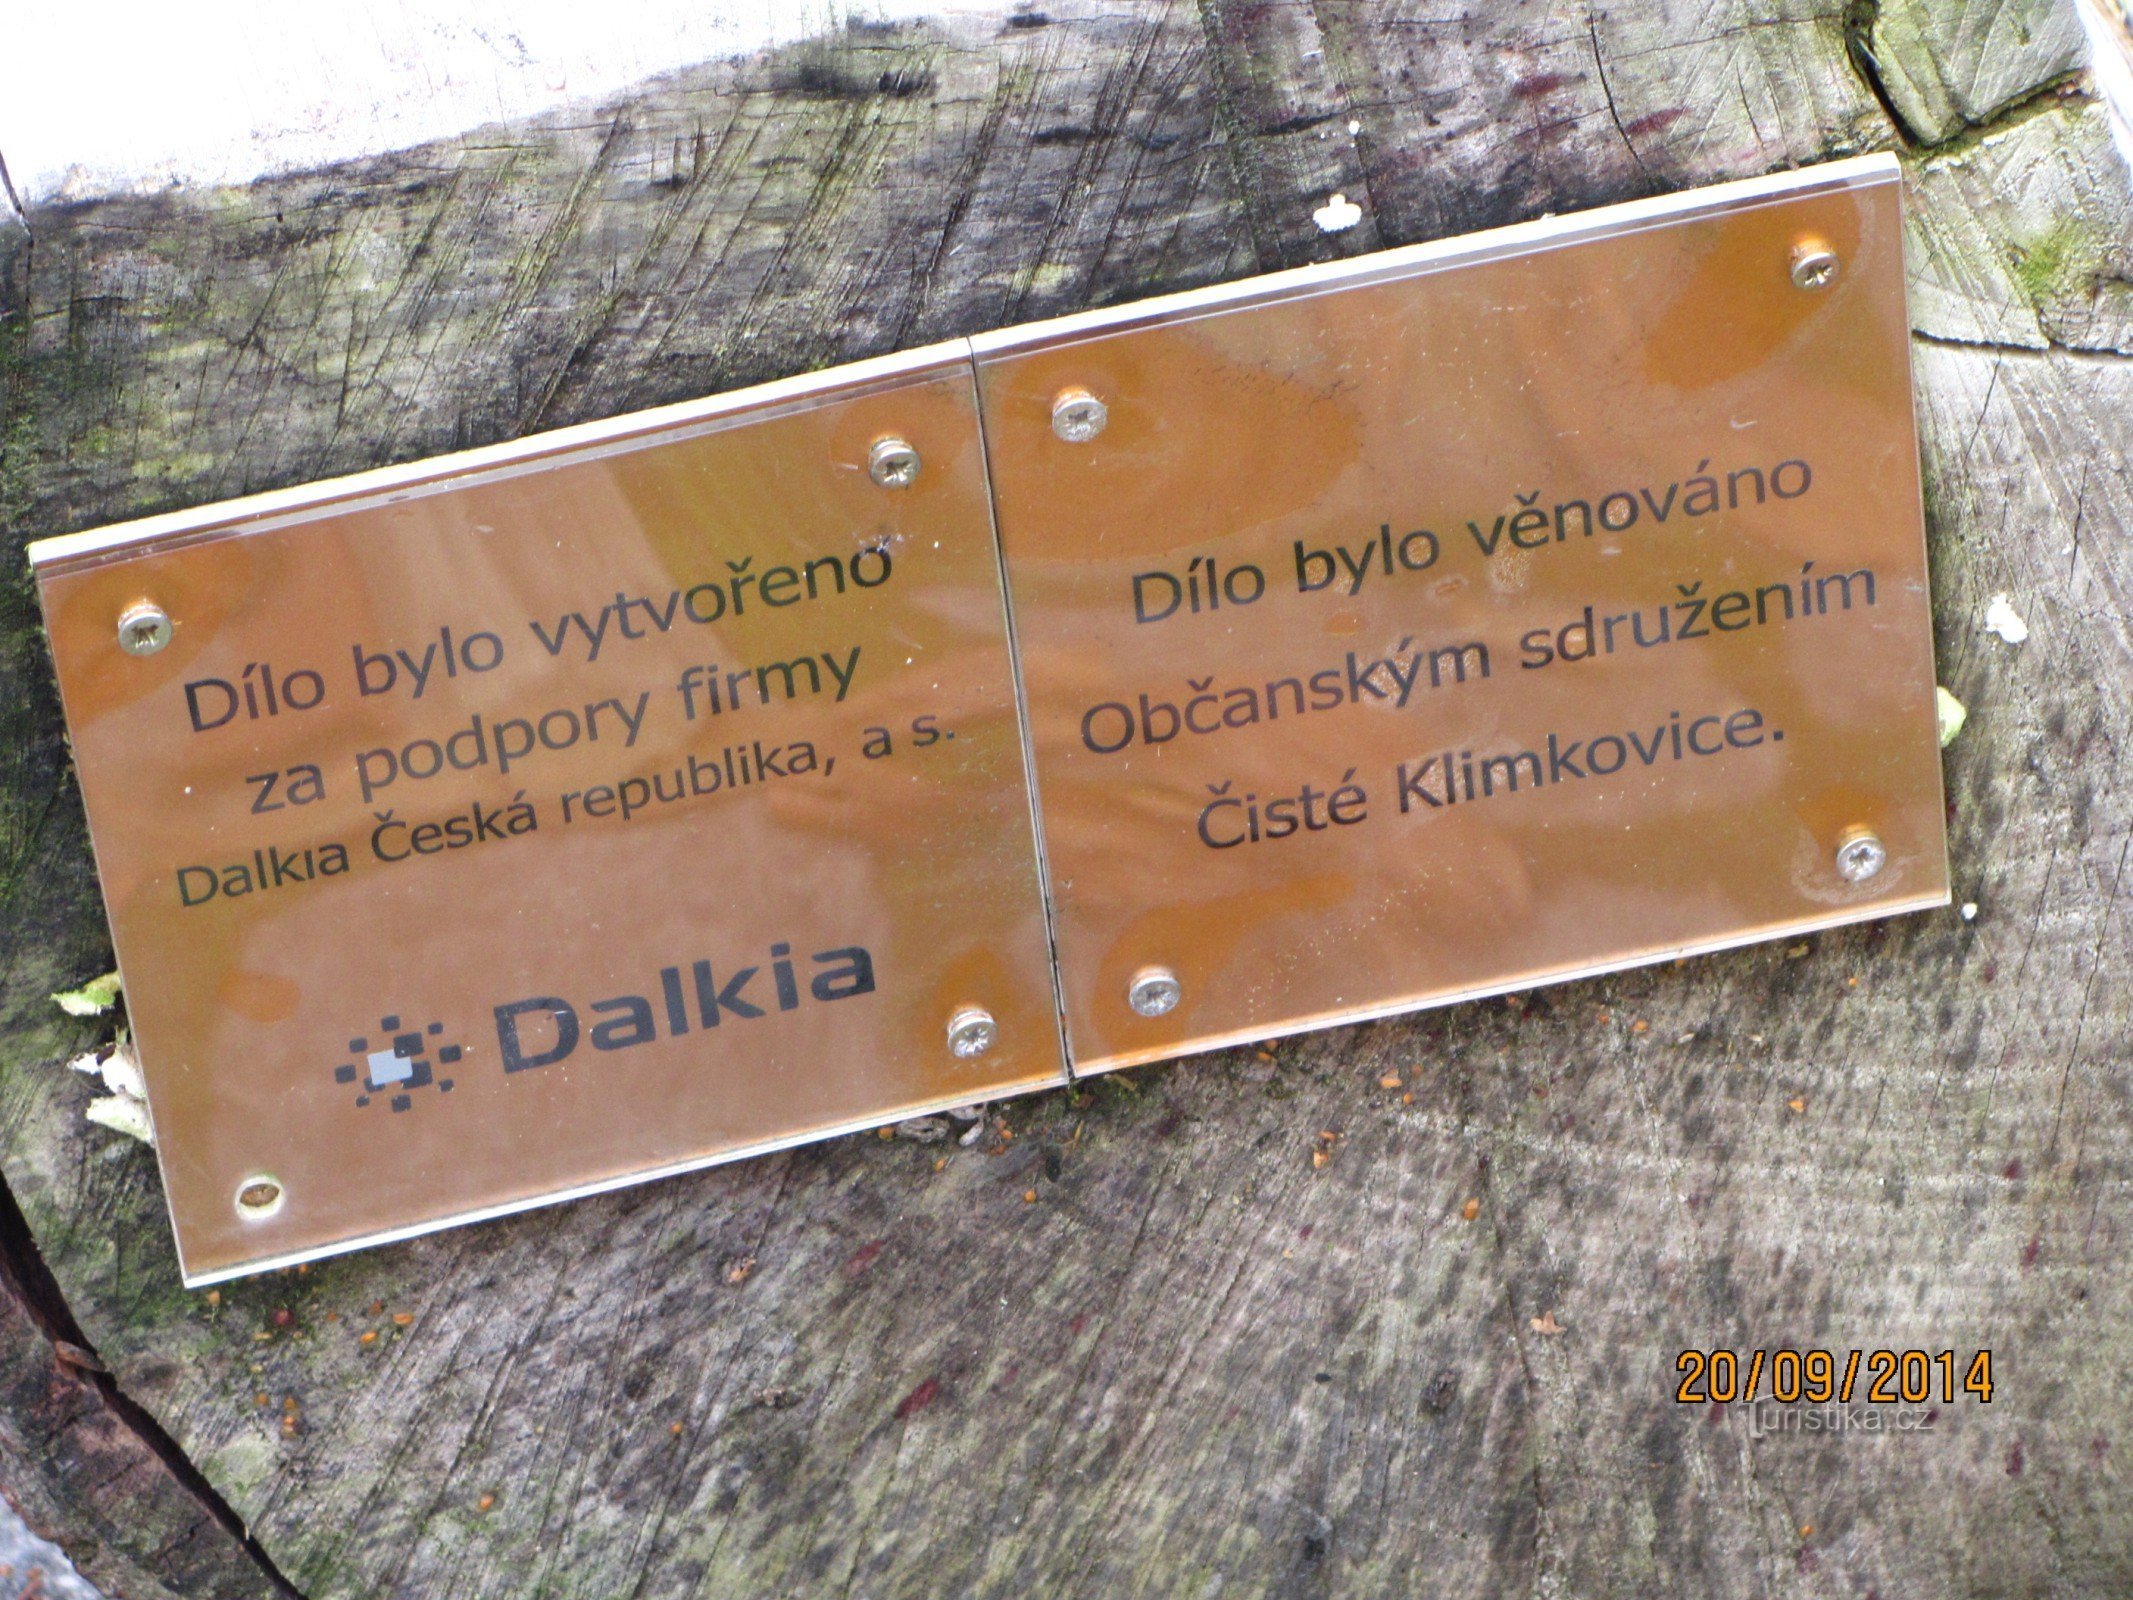 Dílo bylo vytvořeno
za podpory firmy
Dalkia Česká republika, a s.
Dalkia
Dílo bylo věnováno
Občanským sdružením
Čisté Klimkovice.
20/09/2014
Turistika.cz